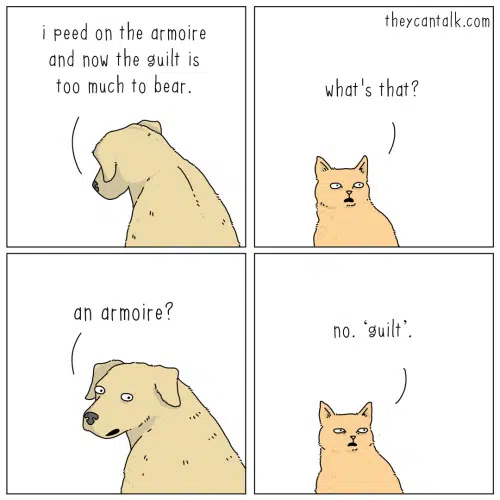 i peed on the armoire
and now the guilt is
too much to bear.
theycantalk.com
what's that?
an armoire?
no. 'guilt'.